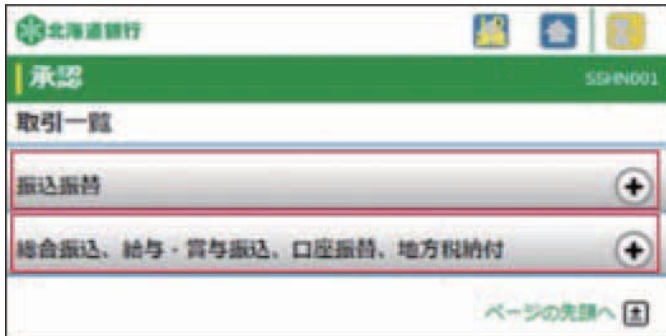 北海道銀行
承認
SSHN001
取引一覧
振込振替
総合振込、給与・賞与振込、口座振替、地方税納付
ページの先頭へ